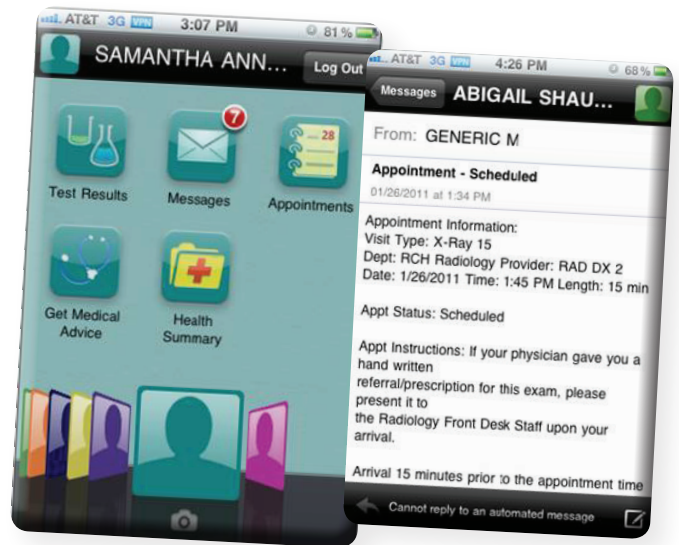 AT&T 3G VPN 3:07 PM 81%
SAMANTHA ANN... Log Out
7
28
Test Results
Messages
Appointments
Get Medical
Advice
Health
Summary
AT&T 3G VPN 4:26 PM 68%
Messages ABIGAIL SHAU...
From: GENERIC M
Appointment - Scheduled
01/26/2011 at 1:34 PM
Appointment Information:
Visit Type: X-Ray 15
Dept: RCH Radiology Provider: RAD DX 2
Date: 1/26/2011 Time: 1:45 PM Length: 15 min
Appt Status: Scheduled
Appt Instructions: If your physician gave you a
hand written
referral/prescription for this exam, please
present it to
the Radiology Front Desk Staff upon your
arrival.
Arrival 15 minutes prior to the appointment time
Cannot reply to an automated message